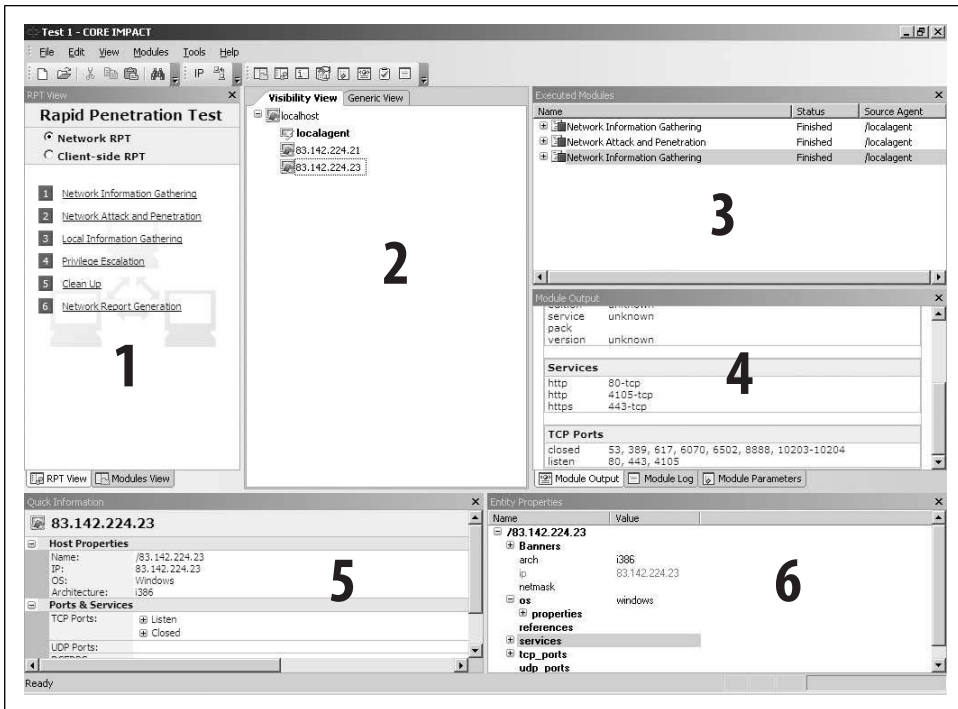 Test 1 - CORE IMPACT
File Edit View Modules Tools Help
IP
RPT View
Rapid Penetration Test
Network RPT
Client-side RPT
1 Network Information Gathering
2 Network Attack and Penetration
3 Local Information Gathering
4 Privilege Escalation
5 Clean Up
6 Network Report Generation
1
RPT View Modules View
Visibility View Generic View
localhost
localagent
83.142.224.21
83.142.224.23
2
Executed Modules
Name Status Source Agent
Network Information Gathering Finished /localagent
Network Attack and Penetration Finished /localagent
Network Information Gathering Finished /localagent
3
Module Output
service unknown
pack
version unknown
Services
http 80-tcp
http 4105-tcp
https 443-tcp
TCP Ports
closed 53, 389, 617, 6070, 6502, 8888, 10203-10204
listen 80, 443, 4105
4
Module Output Module Log Module Parameters
Quick Information
83.142.224.23
Host Properties
Name: /83.142.224.23
IP: 83.142.224.23
OS: Windows
Architecture: i386
Ports & Services
TCP Ports: Listen
Closed
UDP Ports:
5
Entity Properties
Name Value
/83.142.224.23
Banners
arch i386
ip 83.142.224.23
netmask
os windows
properties
references
services
tcp_ports
udp_ports
6
Ready